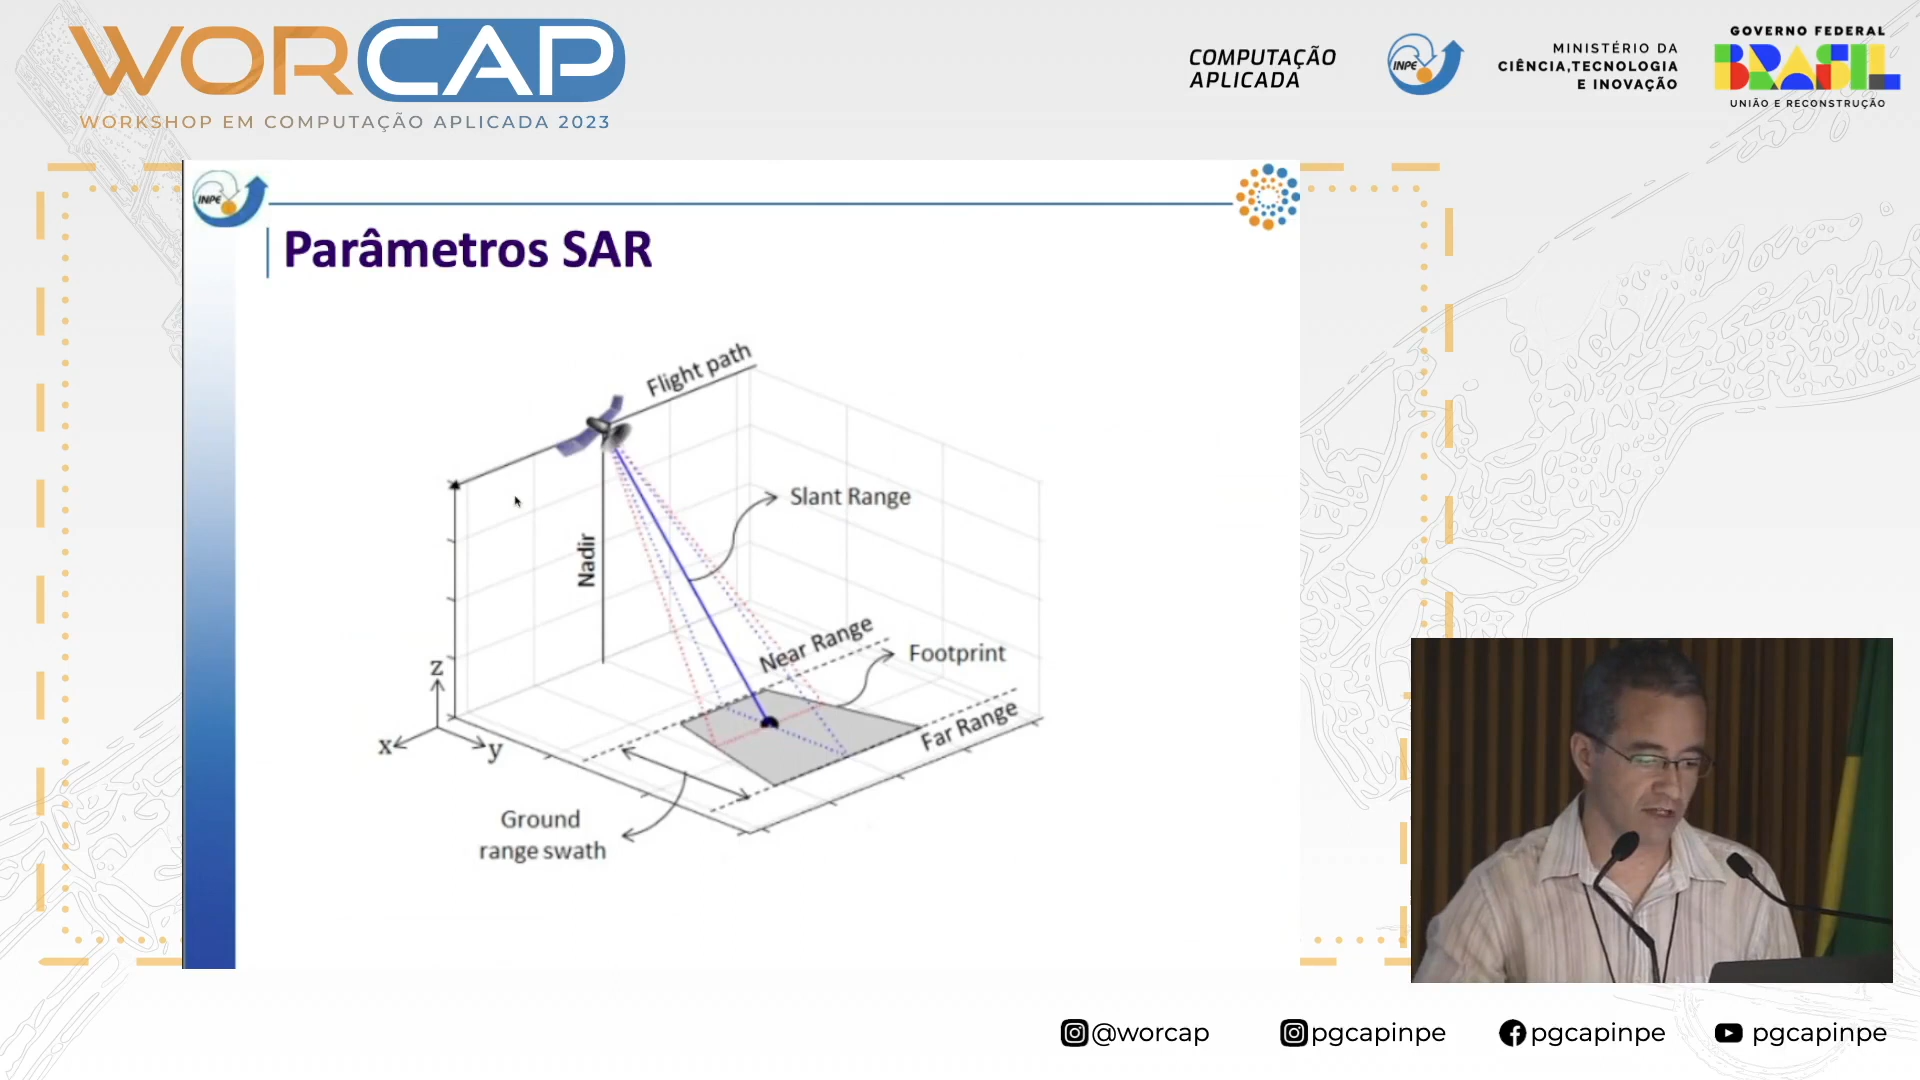 WORCAP
WORKSHOP EM COMPUTAÇÃO APLICADA 2023
COMPUTAÇÃO
APLICADA
INPE
MINISTÉRIO DA
CIÊNCIA,TECNOLOGIA
E INOVAÇÃO
GOVERNO FEDERAL
BRASIL
UNIÃO E RECONSTRUÇÃO
INPE
Parâmetros SAR
Flight path
Slant Range
Nadir
Near Range
Footprint
Far Range
z
x
y
Ground
range swath
@worcap
pgcapinpe
pgcapinpe
pgcapinpe